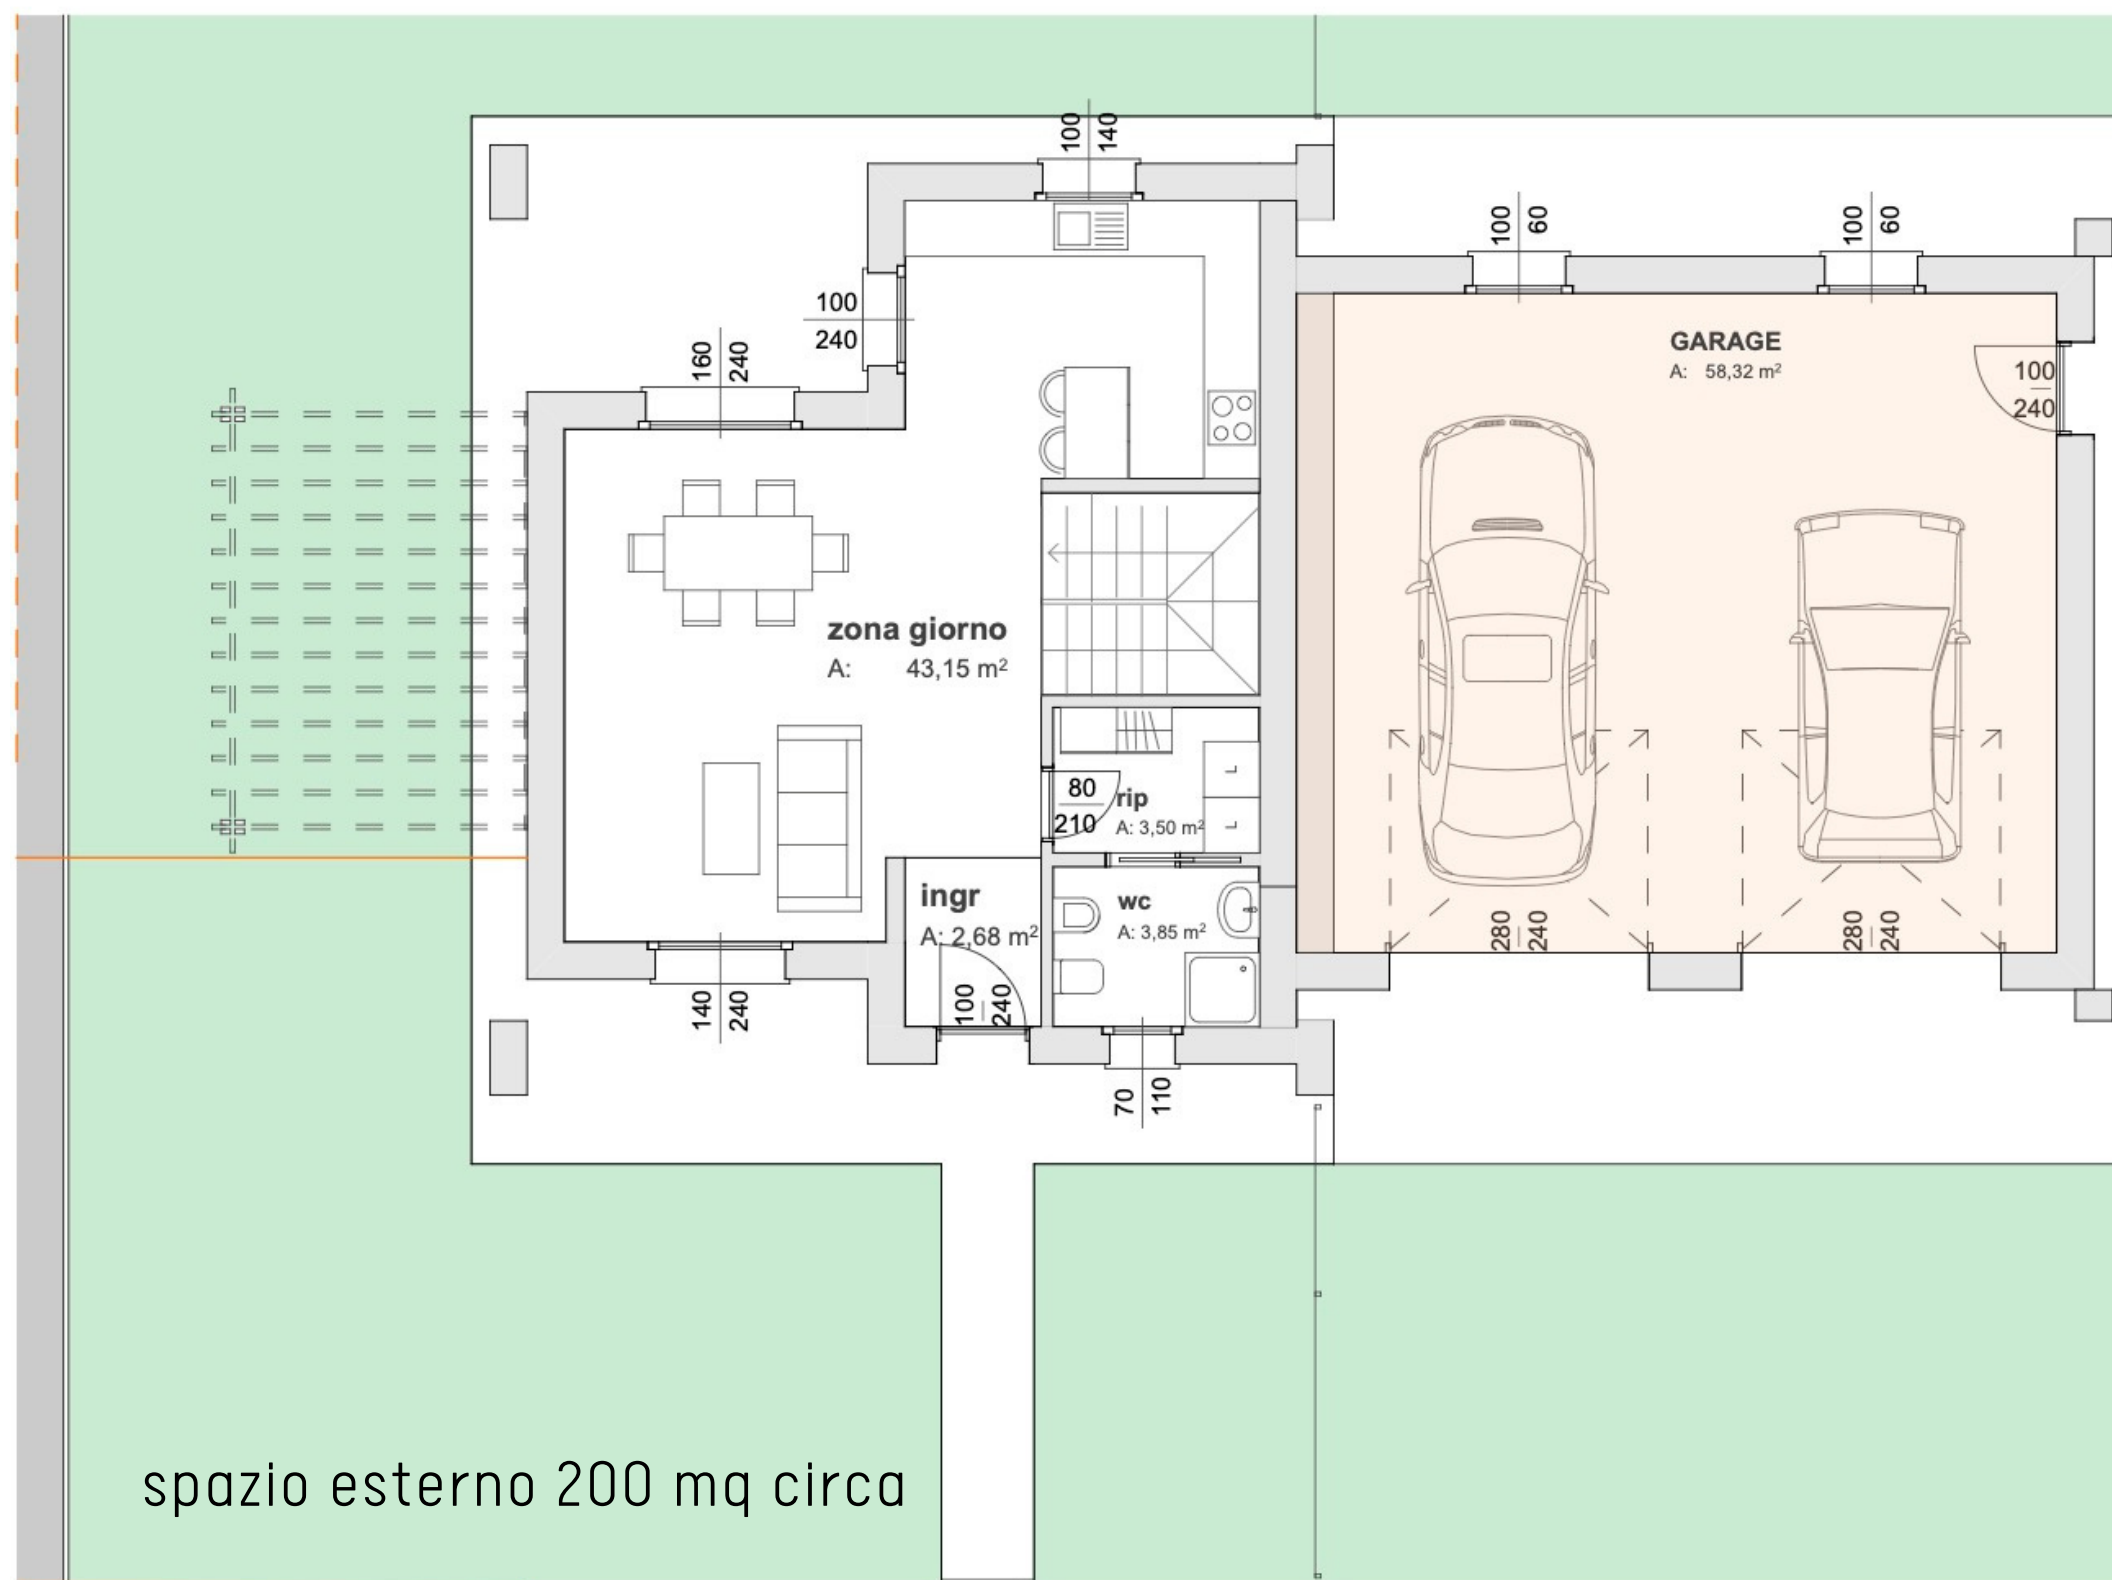 100
140
100
60
100
60
160
240
100
240
GARAGE
A: 58,32 m²
100
240
zona giorno
A: 43,15 m²
80
210
rip
A: 3,50 m²
L
L
ingr
A: 2,68 m²
wc
A: 3,85 m²
280
240
280
240
140
240
100
240
70
110
spazio esterno 200 mq circa